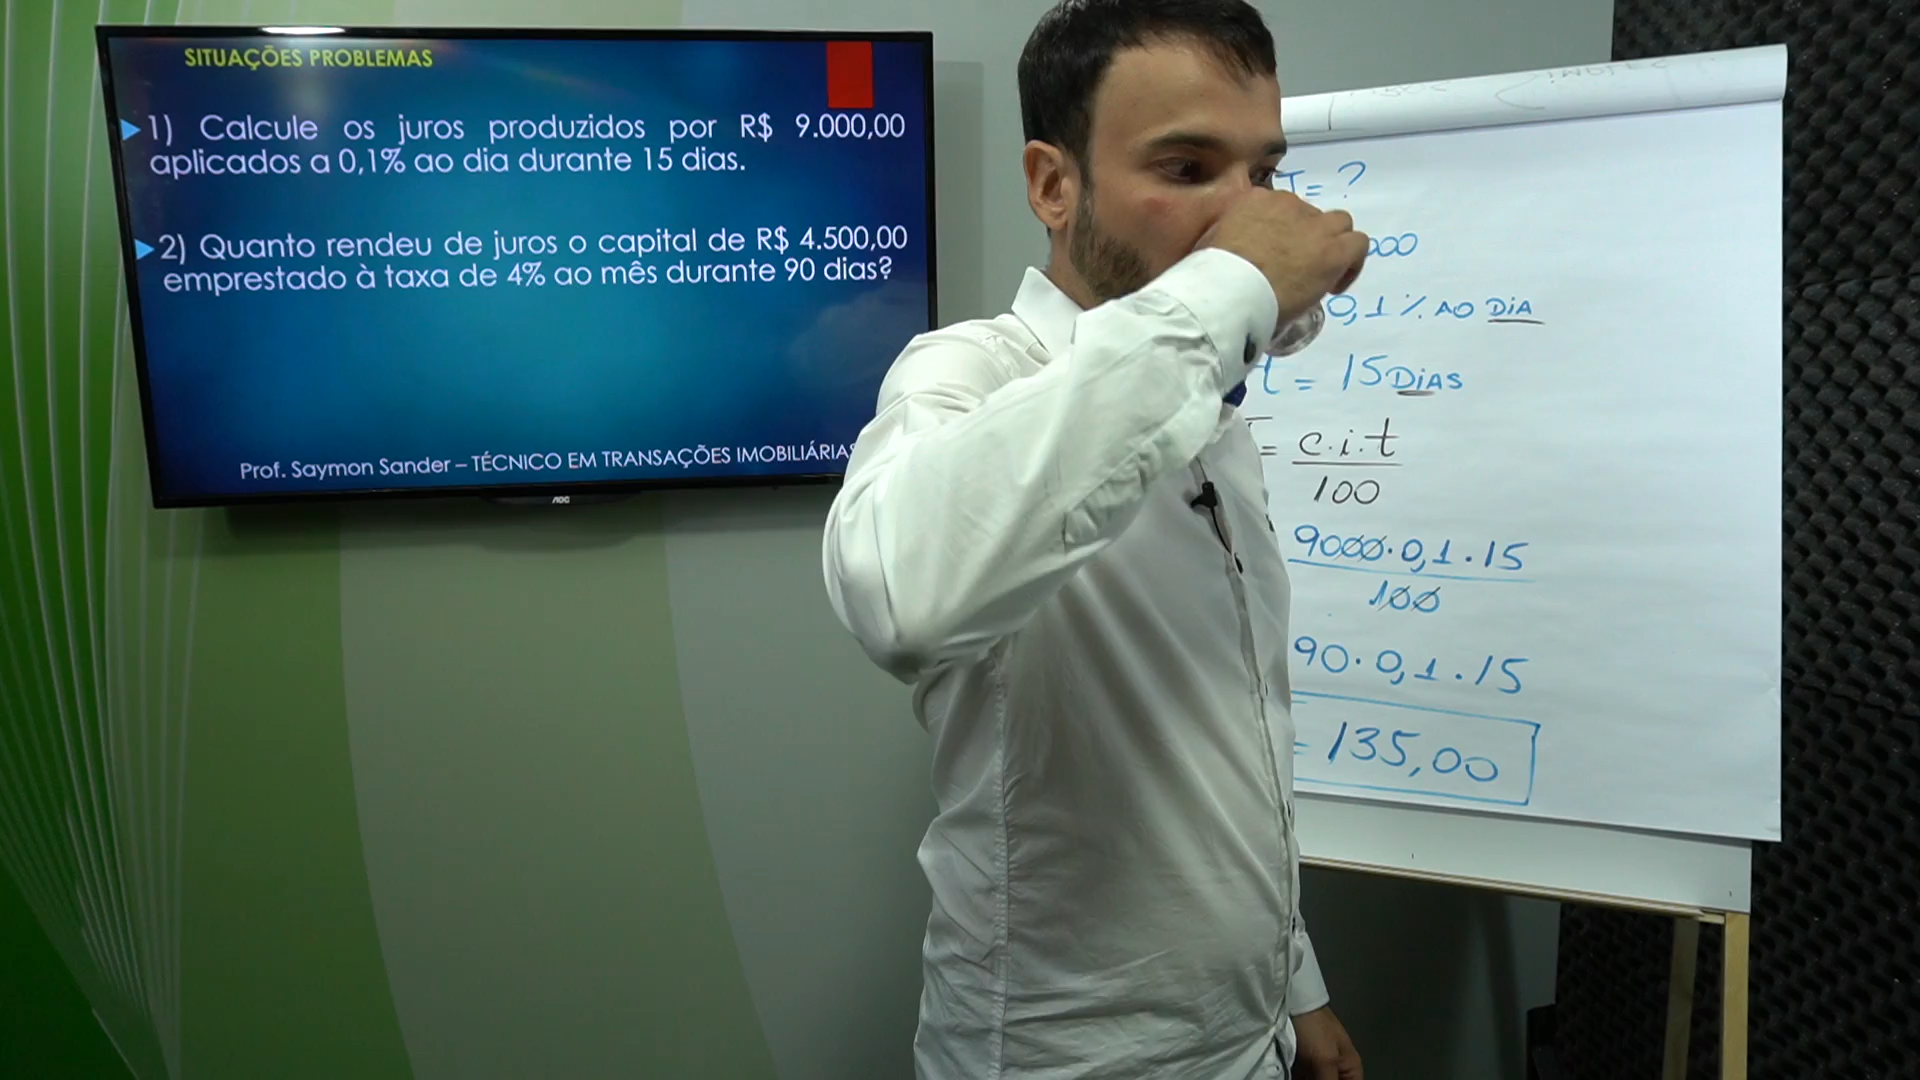 SITUAÇÕES PROBLEMAS
1) Calcule os juros produzidos por R$ 9.000,00
aplicados a 0,1% ao dia durante 15 dias.
2) Quanto rendeu de juros o capital de R$ 4.500,00
emprestado à taxa de 4% ao mês durante 90 dias?
Prof. Saymon Sander – TÉCNICO EM TRANSAÇÕES IMOBILIÁRIAS
AOC
J = ?
000
0,1 % AO DIA
t = 15 DIAS
= c.i.t
100
9000.0,1.15
100
90.0,1.15
= 135,00